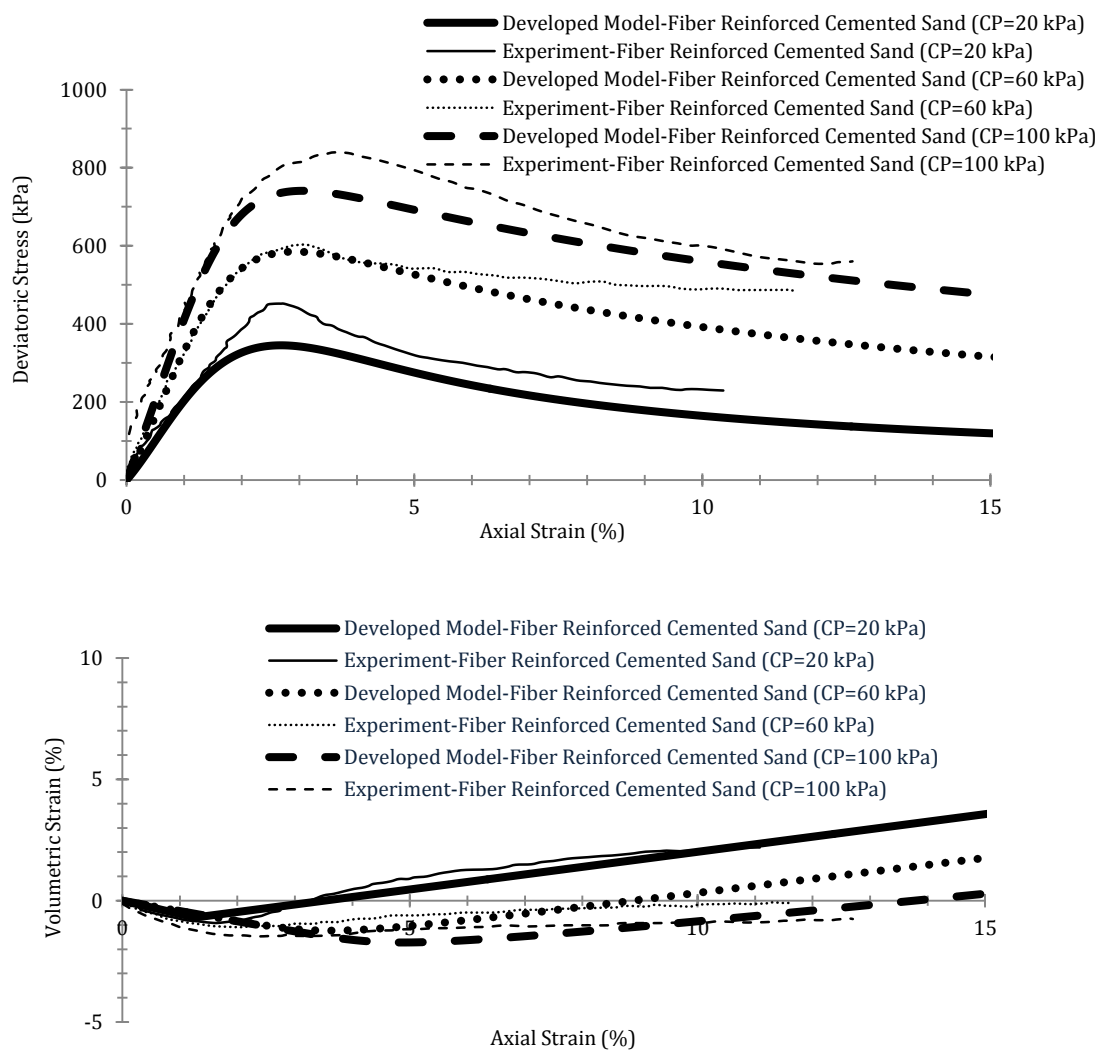 Developed Model-Fiber Reinforced Cemented Sand (CP=20 kPa)
Experiment-Fiber Reinforced Cemented Sand (CP=20 kPa)
Developed Model-Fiber Reinforced Cemented Sand (CP=60 kPa)
Experiment-Fiber Reinforced Cemented Sand (CP=60 kPa)
Developed Model-Fiber Reinforced Cemented Sand (CP=100 kPa)
Experiment-Fiber Reinforced Cemented Sand (CP=100 kPa)
1000
800
600
400
200
0
Deviatoric Stress (kPa)
0 5 10 15
Axial Strain (%)
Developed Model-Fiber Reinforced Cemented Sand (CP=20 kPa)
Experiment-Fiber Reinforced Cemented Sand (CP=20 kPa)
Developed Model-Fiber Reinforced Cemented Sand (CP=60 kPa)
Experiment-Fiber Reinforced Cemented Sand (CP=60 kPa)
Developed Model-Fiber Reinforced Cemented Sand (CP=100 kPa)
Experiment-Fiber Reinforced Cemented Sand (CP=100 kPa)
10
5
0
-5
Volumetric Strain (%)
0 5 10 15
Axial Strain (%)